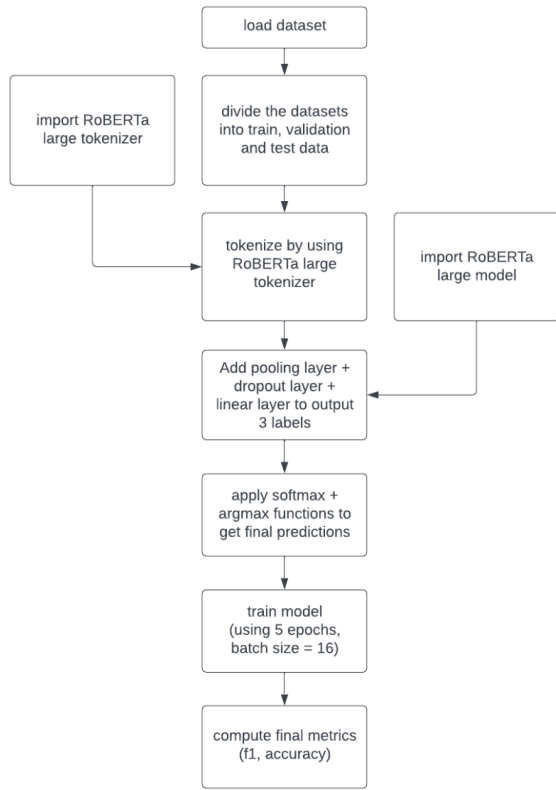 load dataset
import RoBERTa
large tokenizer
divide the datasets
into train, validation
and test data
tokenize by using
RoBERTa large
tokenizer
import RoBERTa
large model
Add pooling layer +
dropout layer +
linear layer to output
3 labels
apply softmax +
argmax functions to
get final predictions
train model
(using 5 epochs,
batch size = 16)
compute final metrics
(f1, accuracy)